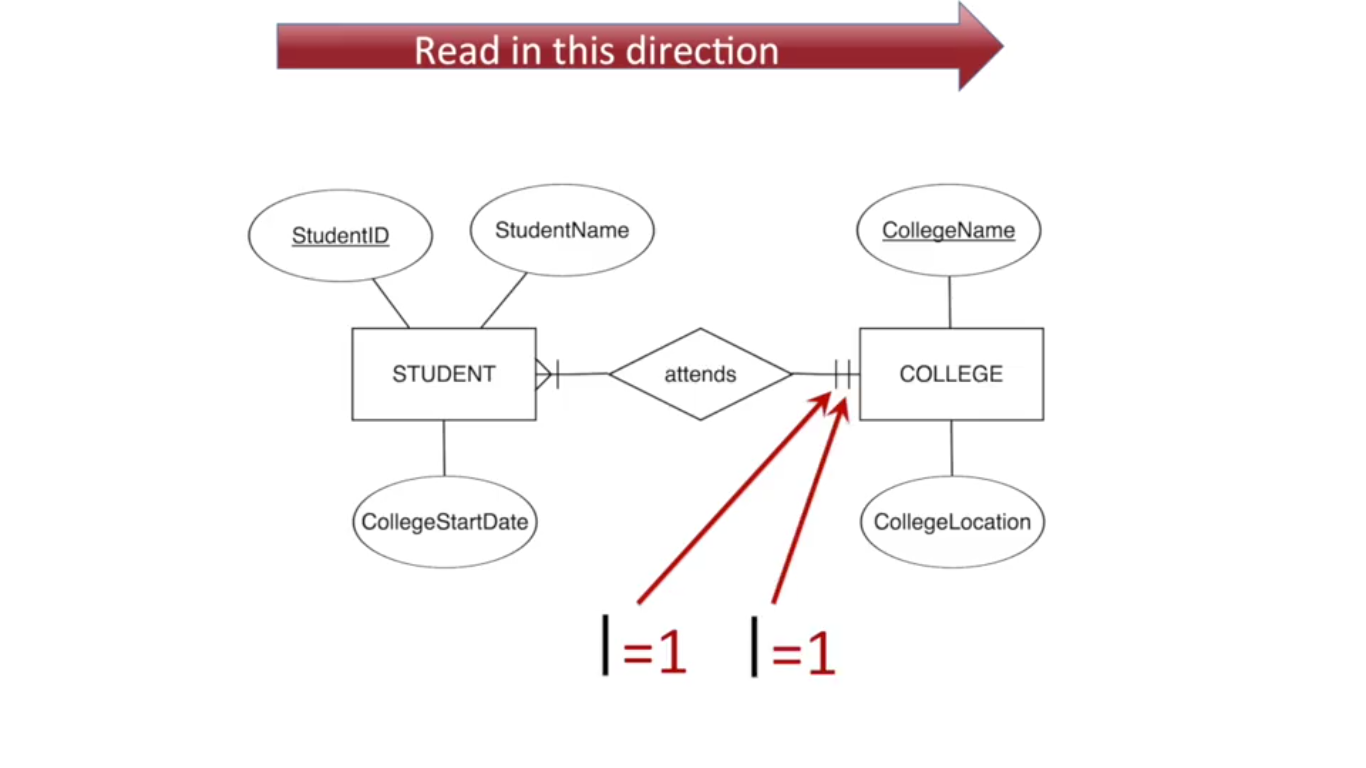 Read in this direction
StudentID
StudentName
CollegeName
STUDENT
attends
COLLEGE
CollegeStartDate
CollegeLocation
|=1 |=1